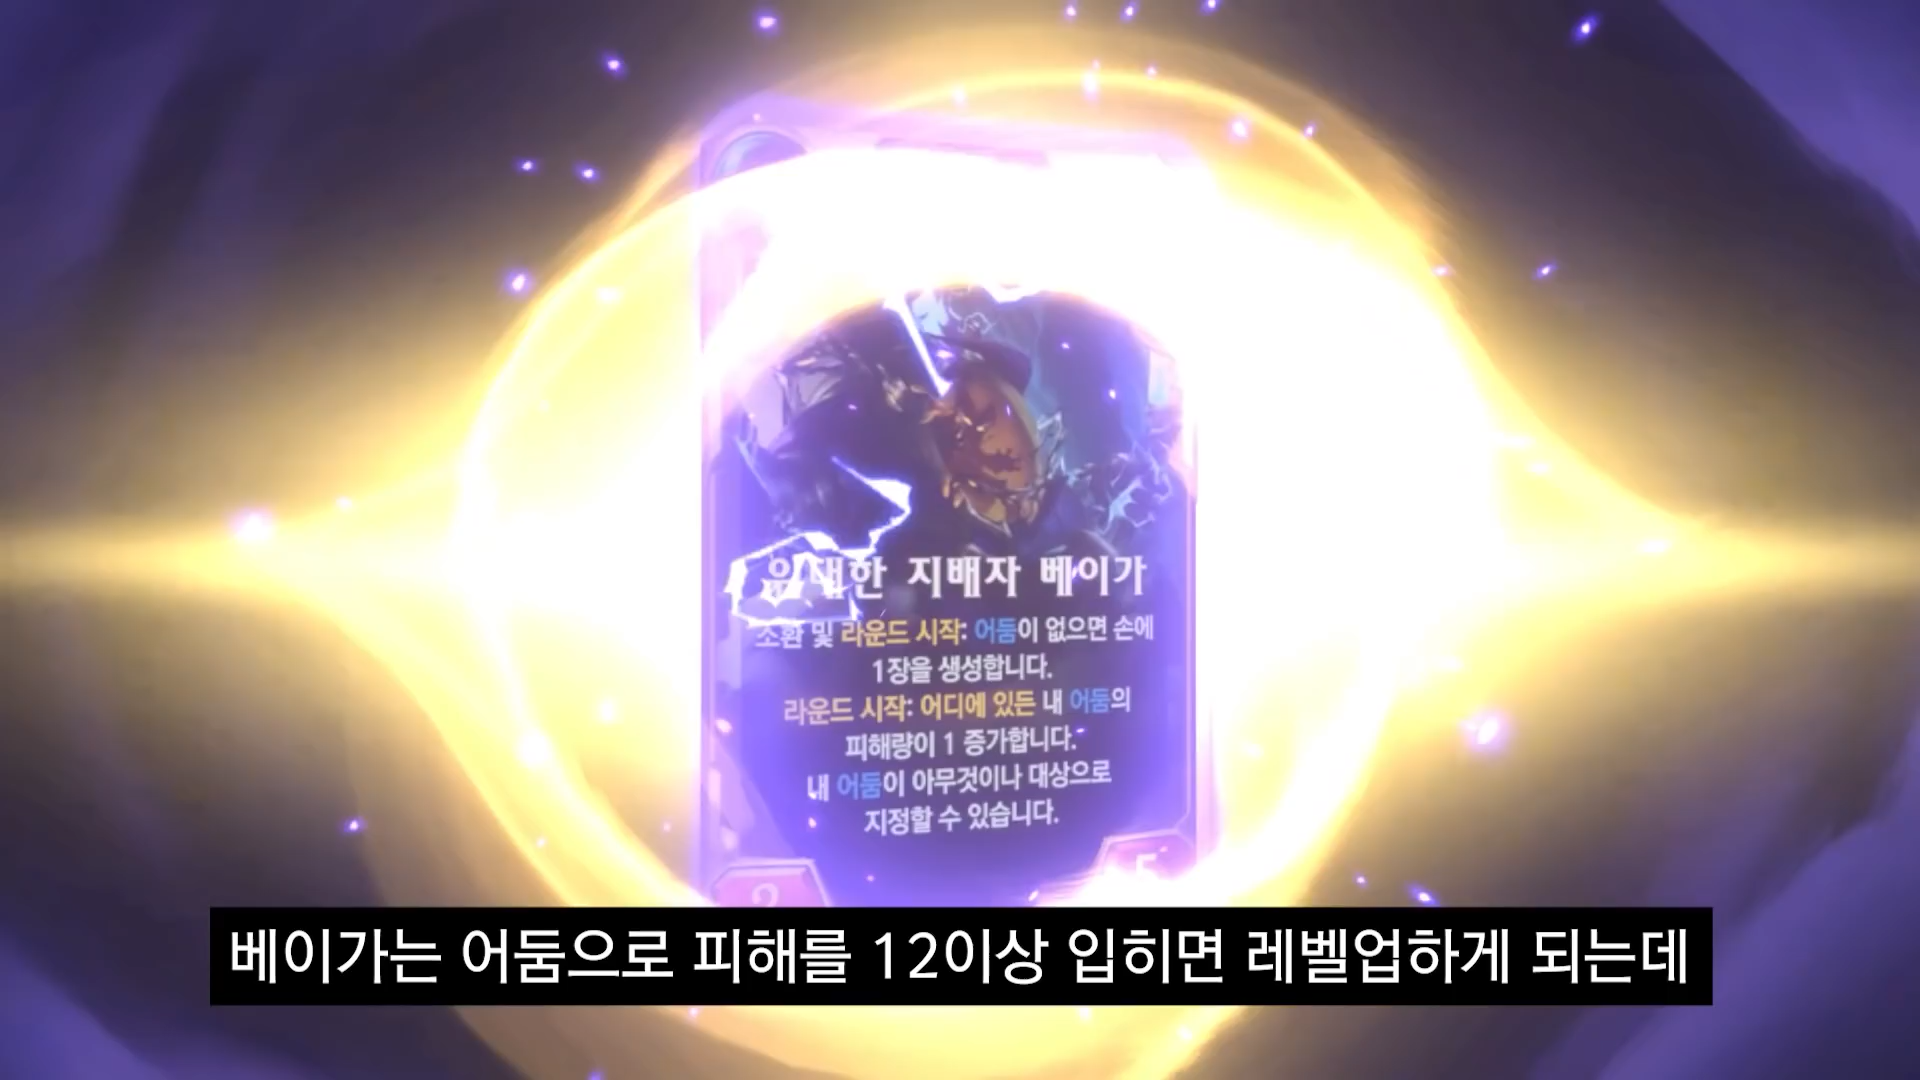 위대한 지배자 베이가
소환 및 라운드 시작: 어둠이 없으면 손에
1장을 생성합니다.
라운드 시작: 어디에 있든 내 어둠의
피해량이 1 증가합니다.
내 어둠이 아무것이나 대상으로
지정할 수 있습니다.
2
5
베이가는 어둠으로 피해를 12이상 입히면 레벨업하게 되는데